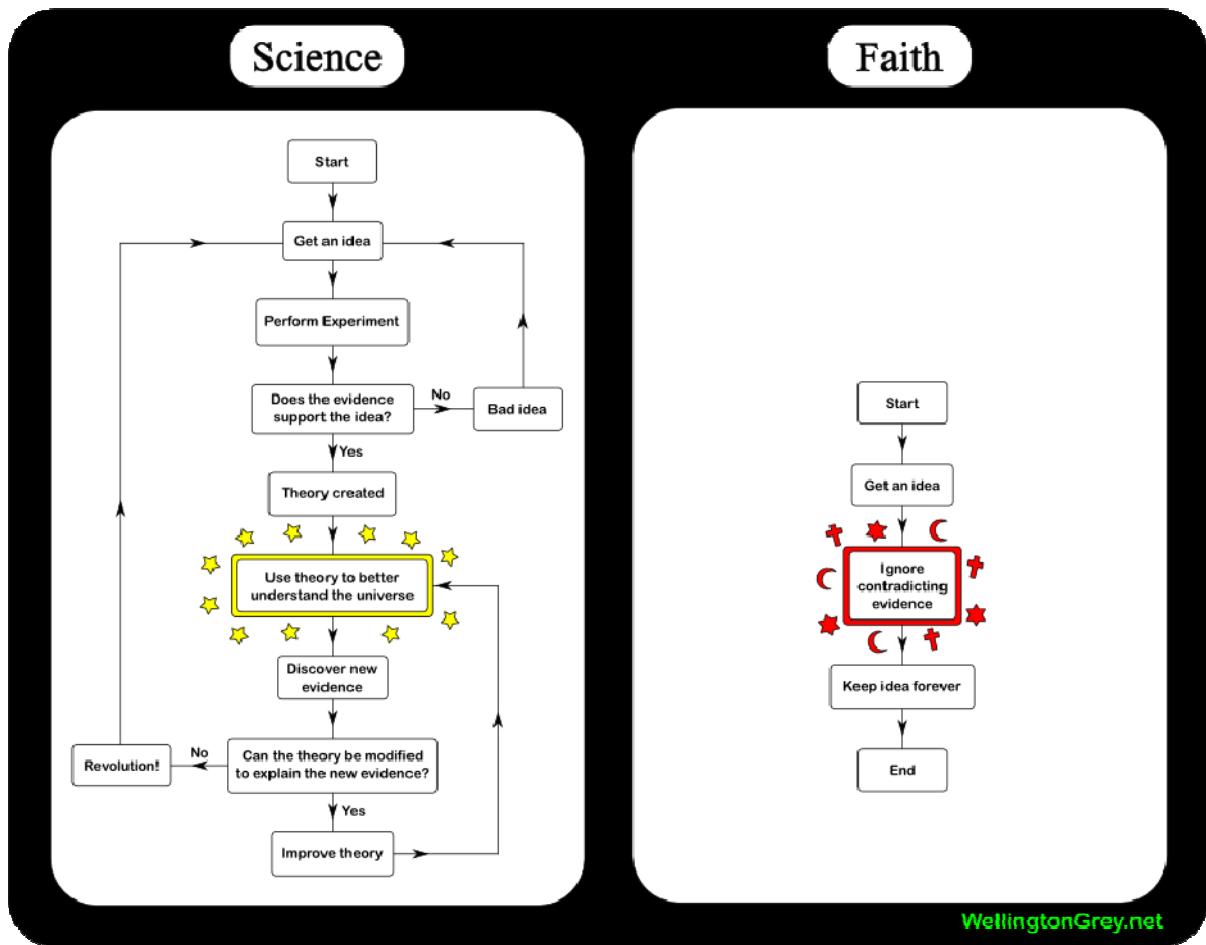 Science
Start
Get an idea
Perform Experiment
Does the evidence
support the idea?
No
Bad idea
Yes
Theory created
Use theory to better
understand the universe
Discover new
evidence
Can the theory be modified
to explain the new evidence?
No
Revolution!
Yes
Improve theory
Faith
Start
Get an idea
Ignore
contradicting
evidence
Keep idea forever
End
WellingtonGrey.net